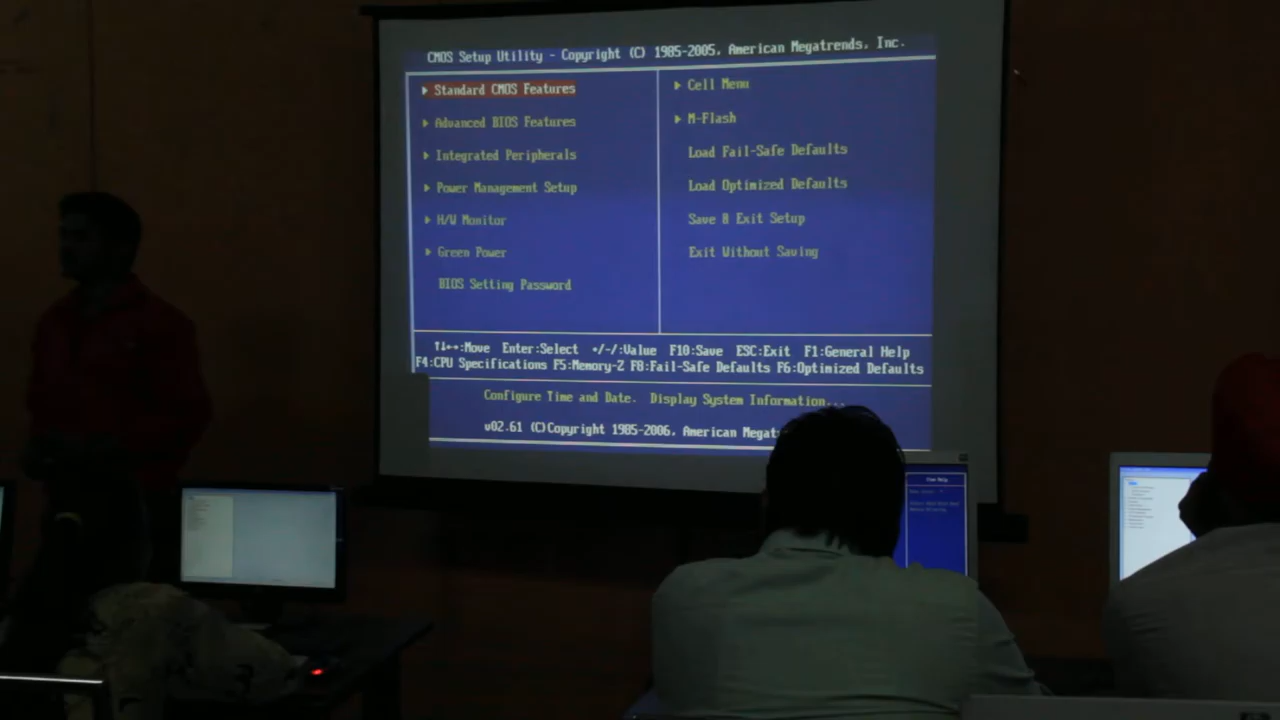 CMOS Setup Utility - Copyright (C) 1985-2005, American Megatrends, Inc.
▶ Standard CMOS Features
▶ Advanced BIOS Features
▶ Integrated Peripherals
▶ Power Management Setup
▶ H/W Monitor
▶ Green Power
BIOS Setting Password
▶ Cell Menu
▶ M-Flash
Load Fail-Safe Defaults
Load Optimized Defaults
Save & Exit Setup
Exit Without Saving
↑↓←→:Move Enter:Select +/-/:Value F10:Save ESC:Exit F1:General Help
F4:CPU Specifications F5:Memory-Z F8:Fail-Safe Defaults F6:Optimized Defaults
Configure Time and Date. Display System Information...
v02.61 (C)Copyright 1985-2006, American